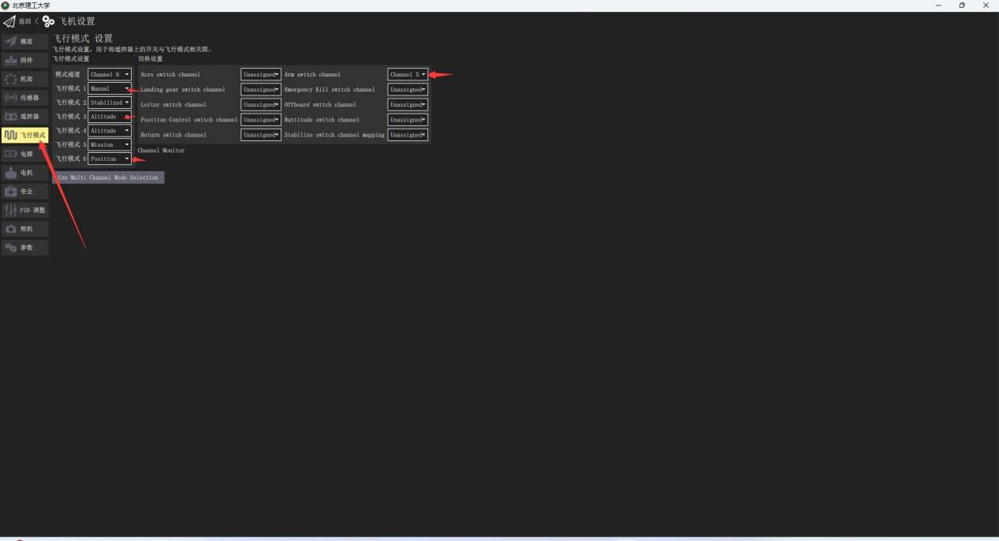 北京理工大学
返回 < 飞机设置
概要
固件
机架
传感器
遥控器
飞行模式
电源
电机
安全
PID 调整
相机
参数
飞行模式 设置
飞行模式设置，用于将遥控器上的开关与飞行模式相关联。
飞行模式设置
模式通道 Channel 6
飞行模式 1 Manual
飞行模式 2 Stabilized
飞行模式 3 Altitude
飞行模式 4 Altitude
飞行模式 5 Mission
飞行模式 6 Position
Use Multi Channel Mode Selection
切换设置
Acro switch channel Unassigned Arm switch channel Channel 5
Landing gear switch channel Unassigned Emergency Kill switch channel Unassigned
Loiter switch channel Unassigned Offboard switch channel Unassigned
Position Control switch channel Unassigned Rattitude switch channel Unassigned
Return switch channel Unassigned Stabilize switch channel mapping Unassigned
Channel Monitor